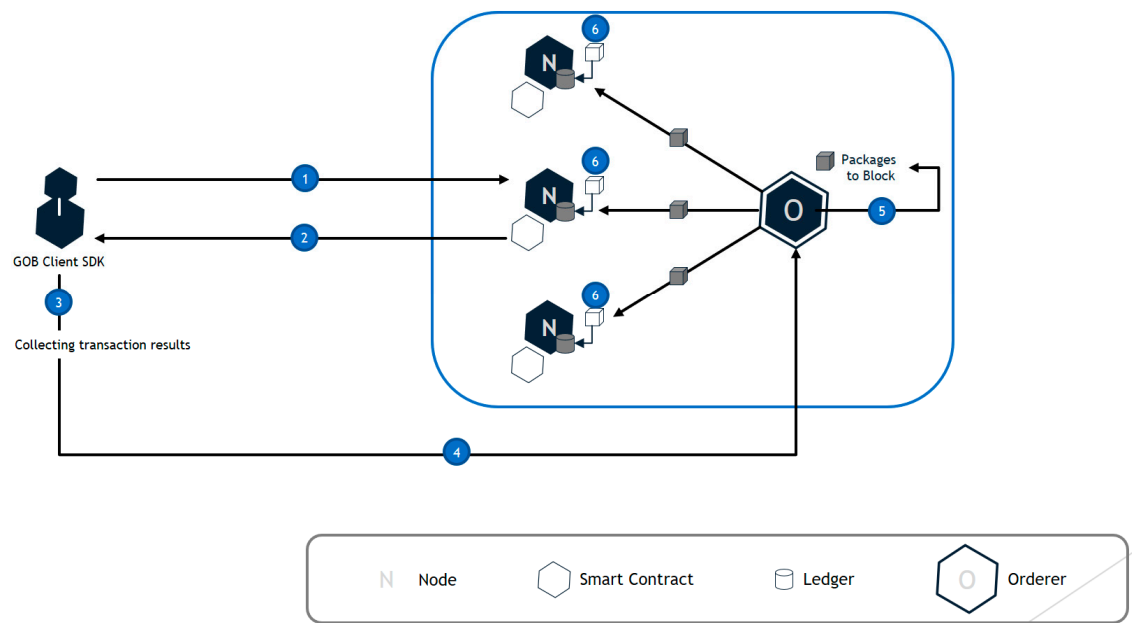 6
N
Packages
to Block
6
1
N
O
5
2
GOB Client SDK
3
6
N
Collecting transaction results
4
N Node
Smart Contract
Ledger
O Orderer